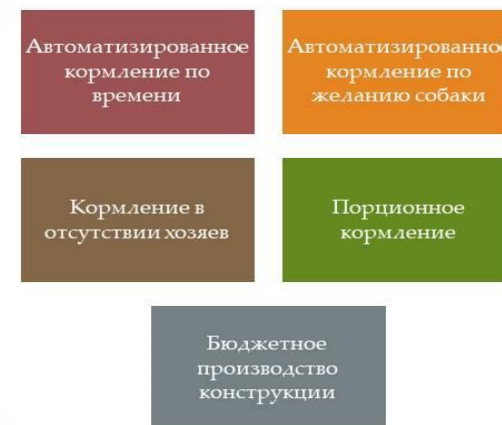 Автоматизированное
кормление по
времени
Автоматизированно
кормление по
желанию собаки
Кормление в
отсутствии хозяев
Порционное
кормление
Бюджетное
производство
конструкции